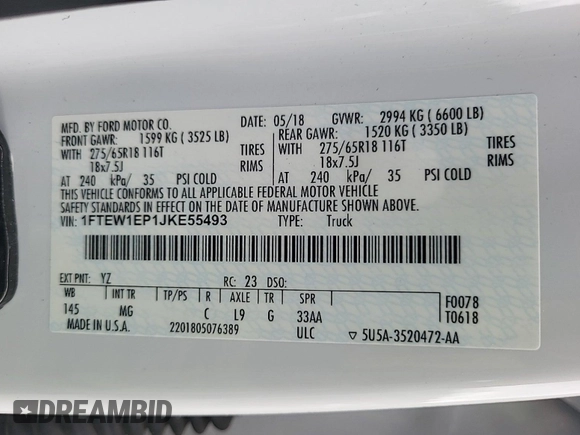 MFD. BY FORD MOTOR CO. DATE: 05/18 GVWR: 2994 KG ( 6600 LB)
FRONT GAWR: 1599 KG ( 3525 LB) REAR GAWR: 1520 KG ( 3350 LB)
WITH 275/65R18 116T TIRES WITH 275/65R18 116T TIRES
18x7.5J RIMS 18x7.5J RIMS
AT 240 kPa/ 35 PSI COLD AT 240 kPa/ 35 PSI COLD
THIS VEHICLE CONFORMS TO ALL APPLICABLE FEDERAL MOTOR VEHICLE
SAFETY STANDARDS IN EFFECT ON THE DATE OF MANUFACTURE SHOWN ABOVE.
VIN: 1FTEW1EP1JKE55493 TYPE: Truck
EXT PNT: YZ RC: 23 DSO:
WB INT TR TP/PS R AXLE TR SPR F0078
145 MG C L9 G 33AA T0618
MADE IN U.S.A. 2201805076389 ULC ▽ 5U5A-3520472-AA
DREAMBID